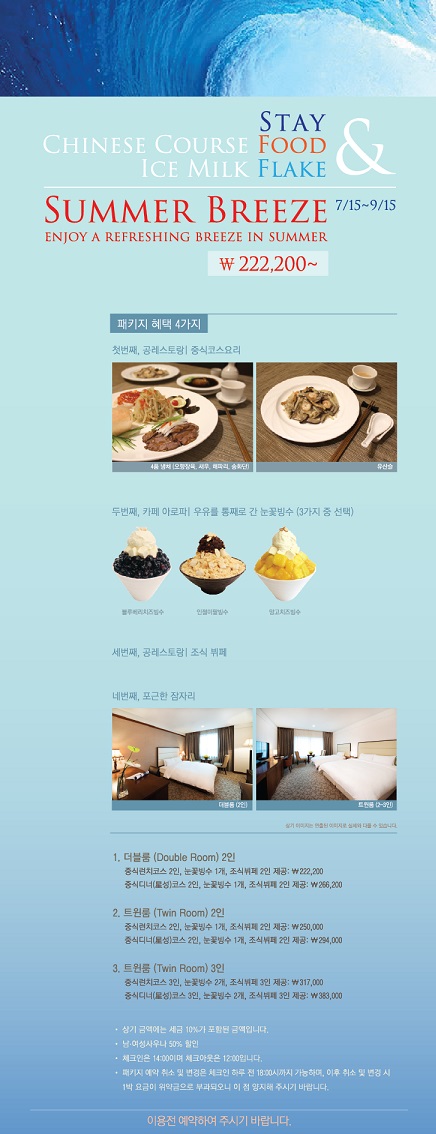 STAY
CHINESE COURSE FOOD &
ICE MILK FLAKE
SUMMER BREEZE 7/15~9/15
ENJOY A REFRESHING BREEZE IN SUMMER
₩ 222,200~
패키지 혜택 4가지
첫번째, 공레스토랑| 중식코스요리
4품 냉채 (오향장육, 새우, 해파리, 송화단)
유산슬
두번째, 카페 아로파| 우유를 통째로 간 눈꽃빙수 (3가지 중 선택)
블루베리치즈빙수
인절미팥빙수
망고치즈빙수
세번째, 공레스토랑| 조식 뷔페
네번째, 포근한 잠자리
더블룸 (2인)
트윈룸 (2~3인)
상기 이미지는 연출된 이미지로 실제와 다를 수 있습니다.
1. 더블룸 (Double Room) 2인
중식런치코스 2인, 눈꽃빙수 1개, 조식뷔페 2인 제공: ₩222,200
중식디너(星성)코스 2인, 눈꽃빙수 1개, 조식뷔페 2인 제공: ₩266,200
2. 트윈룸 (Twin Room) 2인
중식런치코스 2인, 눈꽃빙수 1개, 조식뷔페 2인 제공: ₩250,000
중식디너(星성)코스 2인, 눈꽃빙수 1개, 조식뷔페 2인 제공: ₩294,000
3. 트윈룸 (Twin Room) 3인
중식런치코스 3인, 눈꽃빙수 2개, 조식뷔페 3인 제공: ₩317,000
중식디너(星성)코스 3인, 눈꽃빙수 2개, 조식뷔페 3인 제공: ₩383,000
• 상기 금액에는 세금 10%가 포함된 금액입니다.
• 남·여성사우나 50% 할인
• 체크인은 14:00이며 체크아웃은 12:00입니다.
• 패키지 예약 취소 및 변경은 체크인 하루 전 18:00시까지 가능하며, 이후 취소 및 변경 시
1박 요금이 위약금으로 부과되오니 이 점 양지해 주시기 바랍니다.
이용전 예약하여 주시기 바랍니다.